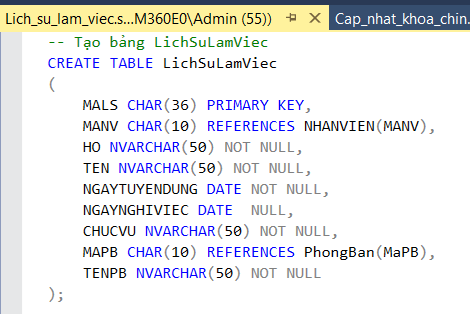 Lich_su_lam_viec.s...M360E0\Admin (55)) Cap_nhat_khoa_chin.
-- Tạo bảng LichSuLamViec
CREATE TABLE LichSuLamViec
(
MALS CHAR(36) PRIMARY KEY,
MANV CHAR(10) REFERENCES NHANVIEN(MANV),
HO NVARCHAR(50) NOT NULL,
TEN NVARCHAR(50) NOT NULL,
NGAYTUYENDUNG DATE NOT NULL,
NGAYNGHIVIEC DATE  NULL,
CHUCVU NVARCHAR(50) NOT NULL,
MAPB CHAR(10) REFERENCES PhongBan(MaPB),
TENPB NVARCHAR(50) NOT NULL
);